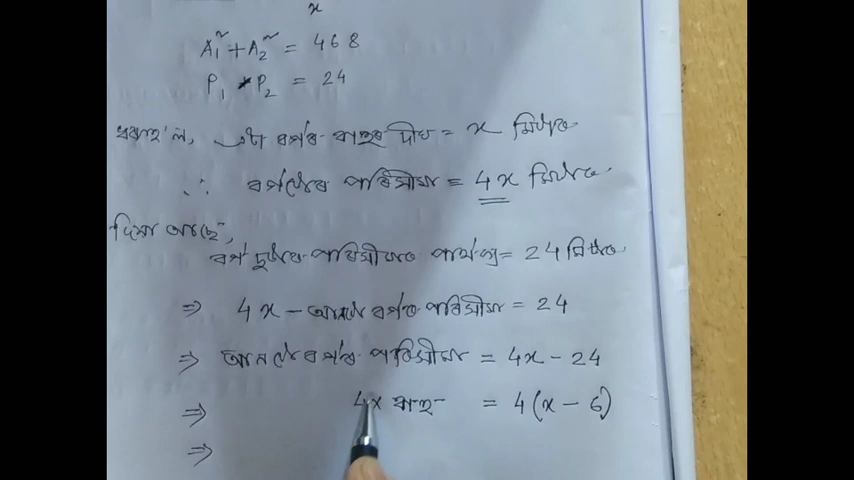 x
A₁² + A₂² = 468
P₁ - P₂ = 24
ধৰাহ'ল, এটা বৰ্গৰ বাহুৰ দীঘ = x মিটাৰ
∴ বৰ্গটোৰ পৰিসীমা = 4x মিটাৰ
দিয়া আছে,
বৰ্গ দুটাৰ পৰিসীমাৰ পাৰ্থক্য = 24 মিটাৰ
⇒ 4x - আনটো বৰ্গৰ পৰিসীমা = 24
⇒ আনটো বৰ্গৰ পৰিসীমা = 4x - 24
⇒ 4 × বাহু = 4(x - 6)
⇒